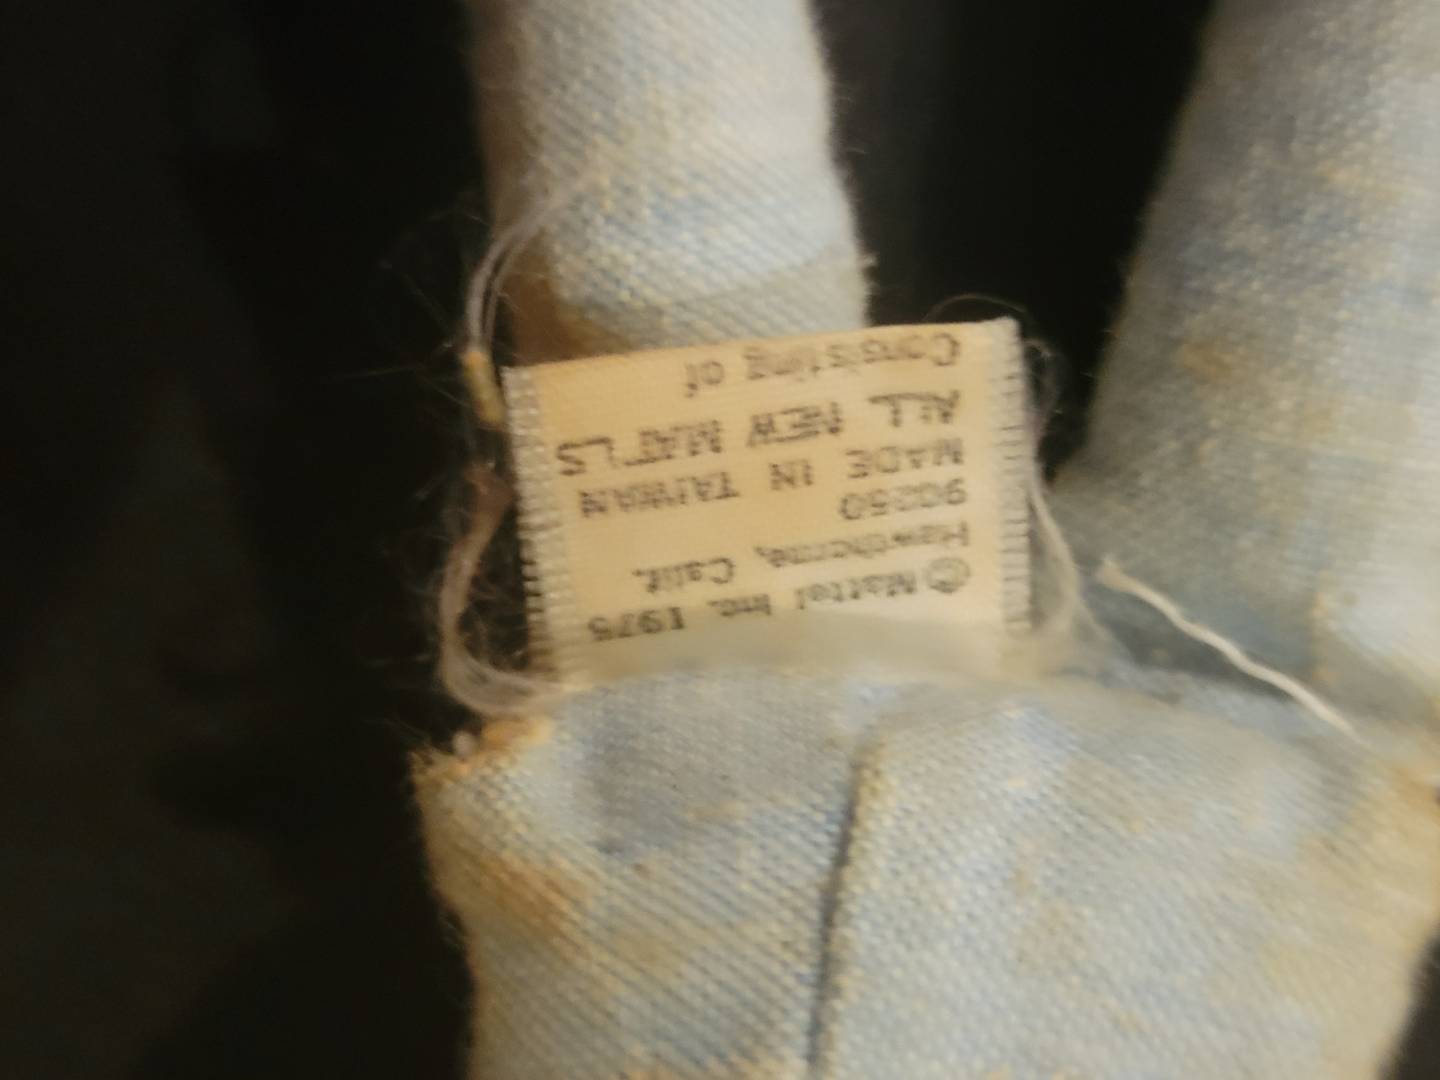 ©Mattel Inc. 1975
Hawthorne, Calif.
90250
MADE IN TAIWAN
ALL NEW MAT'LS
Consisting of